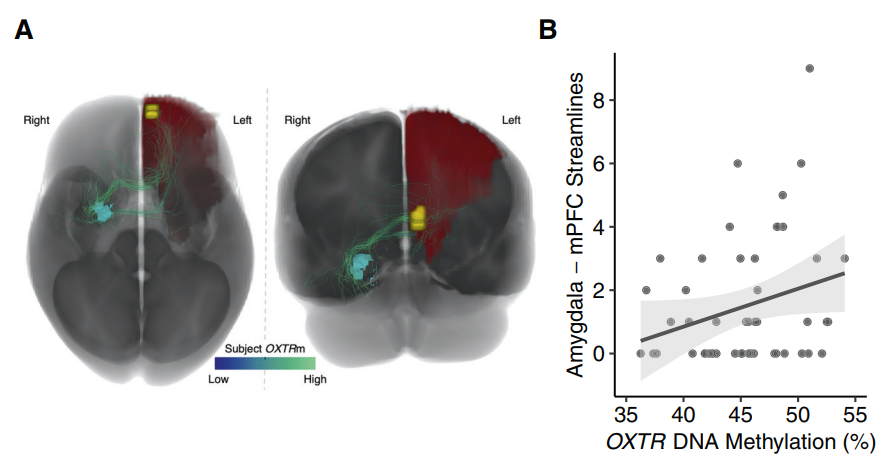 A
Right
Left
Right
Left
Subject OXTRm
Low
High
B
Amygdala − mPFC Streamlines
8
6
4
2
0
35
40
45
50
55
OXTR DNA Methylation (%)